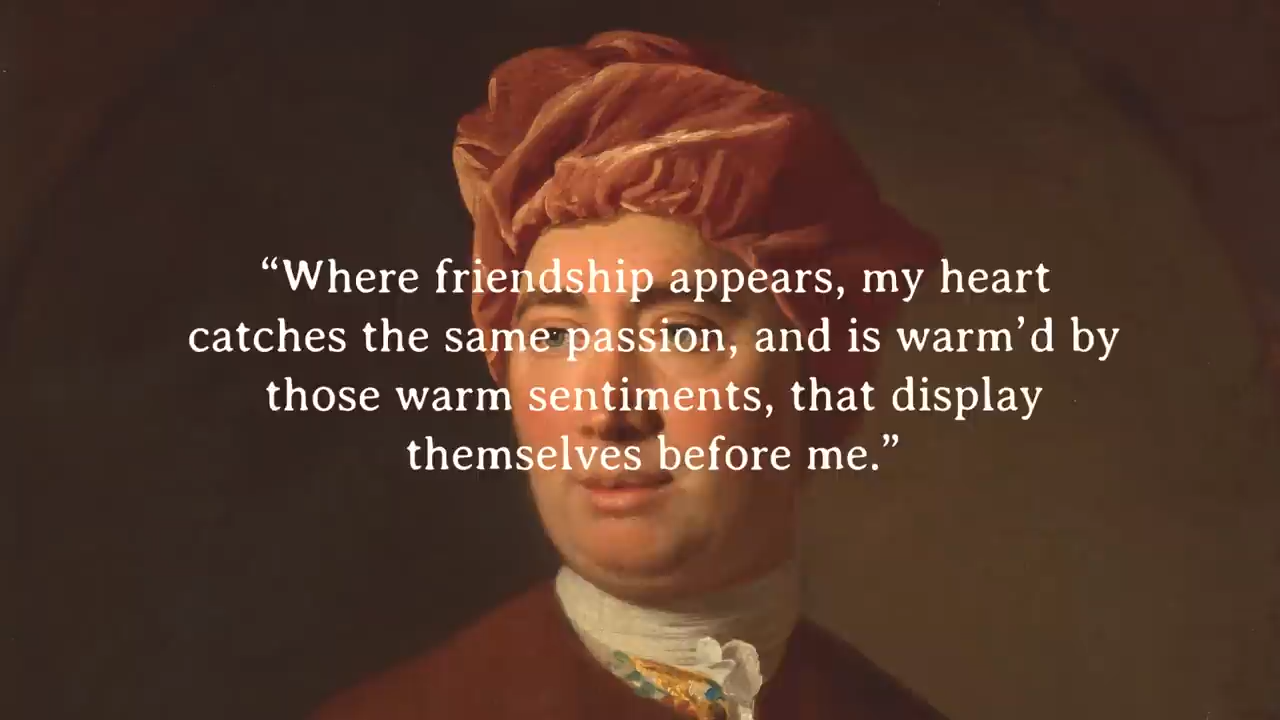 “Where friendship appears, my heart
catches the same passion, and is warm’d by
those warm sentiments, that display
themselves before me.”